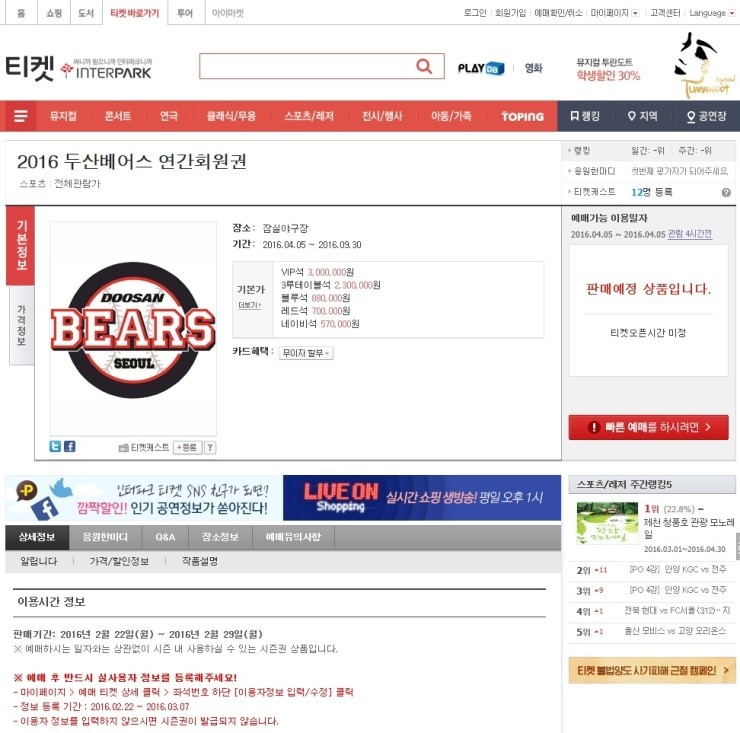 홈 쇼핑 도서 티켓 바로가기 투어 아이마켓
로그인 회원가입 예매확인/취소 마이페이지 고객센터 Language
티켓 싸니까 믿으니까 인터파크니까
INTERPARK
PLAY DB 영화
뮤지컬 투란도트
학생할인 30%
TURANDOT
뮤지컬 콘서트 연극 클래식/무용 스포츠/레저 전시/행사 아동/가족 TOPING 랭킹 지역 공연장
2016 두산베어스 연간회원권
스포츠 | 전체관람가
랭킹 월간: -위 주간: -위
응원한마디 첫번째 평가자가 되어주세요
티켓캐스트 12명 등록 ?
기본정보
가격정보
DOOSAN
BEARS
SEOUL
티켓캐스트 +등록 ?
장소 : 잠실야구장
기간 : 2016.04.05 ~ 2016.09.30
기본가
더보기
VIP석 3,000,000원
3루테이블석 2,300,000원
블루석 880,000원
레드석 700,000원
네이비석 570,000원
카드혜택 : 무이자 할부
예매가능 이용일자
2016.04.05 ~ 2016.04.05 관람 4시간전
판매예정 상품입니다.
티켓오픈시간 미정
빠른 예매를 하시려면 >
인터파크 티켓 SNS 친구가 되면?
깜짝할인! 인기 공연정보가 쏟아진다!
LIVE ON
Shopping
실시간 쇼핑 생방송! 평일 오후 1시
상세정보 응원한마디 Q&A 장소정보 예매유의사항
알립니다 | 가격/할인정보 | 작품설명
이용시간 정보
판매기간: 2016년 2월 22일(월) ~ 2016년 2월 29일(월)
※ 예매하시는 일자와는 상관없이 시즌 내 사용하실 수 있는 시즌권 상품입니다.
※ 예매 후 반드시 실사용자 정보를 등록해주세요!
- 마이페이지 > 예매 티켓 상세 클릭 > 좌석번호 하단 [이용자정보 입력/수정] 클릭
- 정보 등록 기간 : 2016.02.22 ~ 2016.03.07
- 이용자 정보를 입력하지 않으시면 시즌권이 발급되지 않습니다.
스포츠/레저 주간랭킹5
1위 (22.8%) -
제천 청풍호 관광 모노레일
2016.03.01~2016.04.30
2위 11 [PO 4강] 안양 KGC vs 전주
3위 9 [PO 4강] 안양 KGC vs 전주
4위 1 전북 현대 vs FC서울 (312)- 지
5위 1 울산 모비스 vs 고양 오리온스
티켓 불법양도 사기피해 근절 캠페인 >